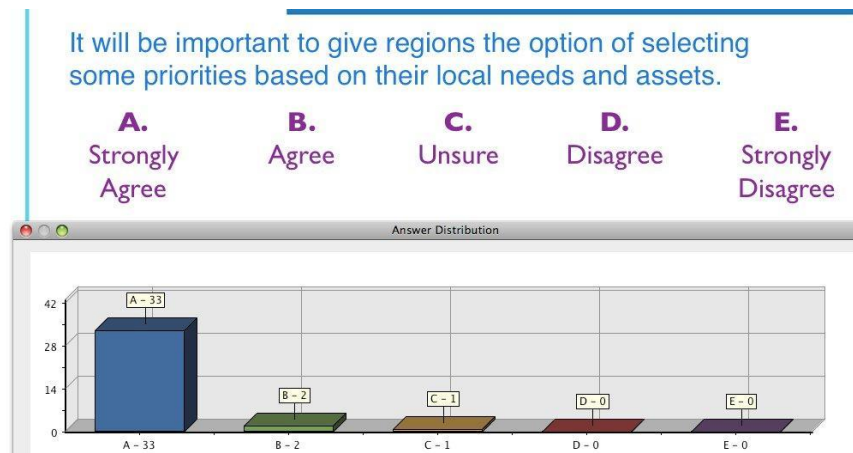 It will be important to give regions the option of selecting
some priorities based on their local needs and assets.
A. B. C. D. E.
Strongly Agree Unsure Disagree Strongly
Agree Disagree
Answer Distribution
42
A - 33
28
14
B - 2 C - 1 D - 0 E - 0
0
A - 33 B - 2 C - 1 D - 0 E - 0